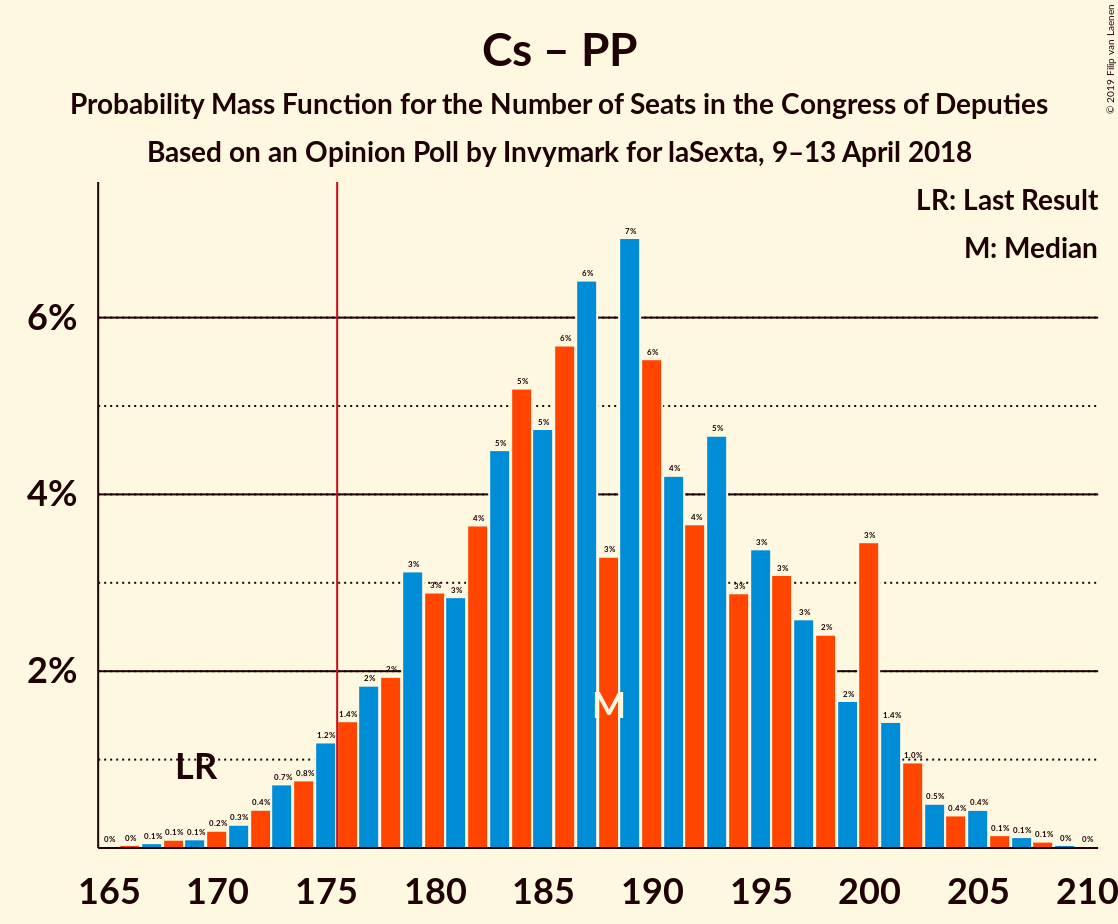 Cs – PP
Probability Mass Function for the Number of Seats in the Congress of Deputies
Based on an Opinion Poll by Invymark for laSexta, 9–13 April 2018
© 2019 Filip van Laenen
LR: Last Result
M: Median
6%
4%
2%
0% 0% 0.1% 0.1% 0.1% 0.2% 0.3% 0.4% 0.7% 0.8% 1.2% 1.4% 2% 2% 3% 3% 3% 4% 5% 5% 5% 6% 6% 3% 7% 6% 4% 4% 5% 3% 3% 3% 3% 2% 2% 3% 1.4% 1.0% 0.5% 0.4% 0.4% 0.1% 0.1% 0.1% 0% 0%
M
LR
165 170 175 180 185 190 195 200 205 210